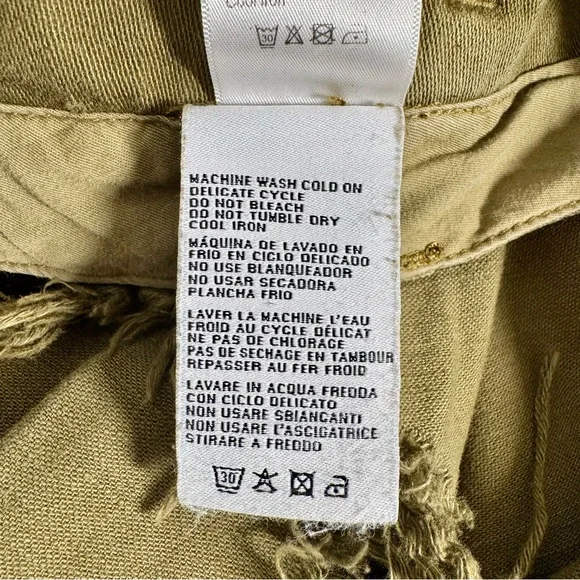 Cool Iron
30
MACHINE WASH COLD ON
DELICATE CYCLE
DO NOT BLEACH
DO NOT TUMBLE DRY
COOL IRON
MÁQUINA DE LAVADO EN
FRIO EN CICLO DELICADO
NO USE BLANQUEADOR
NO USAR SECADORA
PLANCHA FRIO
LAVER LA MACHINE L'EAU
FROID AU CYCLE DÉLICAT
NE PAS DE CHLORAGE
PAS DE SECHAGE EN TAMBOUR
REPASSER AU FER FROID
LAVARE IN ACQUA FREDDA
CON CICLO DELICATO
NON USARE SBIANCANTI
NON USARE L'ASCIGATRICE
STIRARE A FREDDO
30